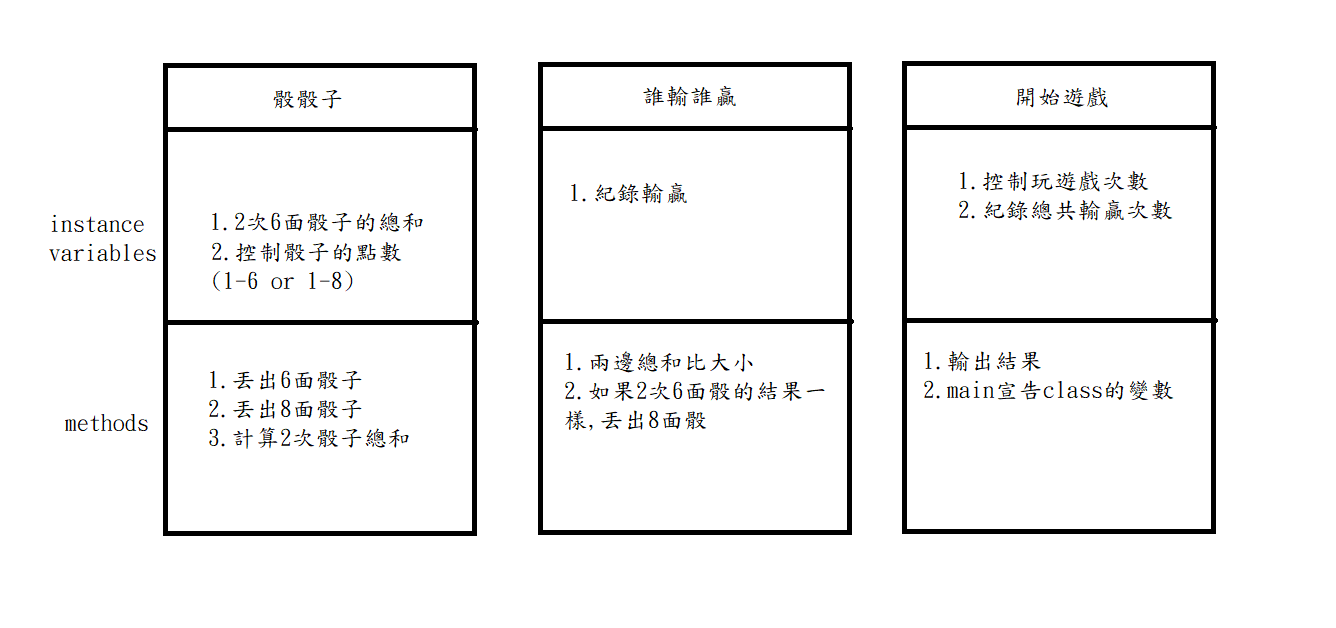 骰骰子
誰輸誰贏
開始遊戲
instance
variables
1.2次6面骰子的總和
2.控制骰子的點數
(1-6 or 1-8)
1.紀錄輸贏
1.控制玩遊戲次數
2.紀錄總共輸贏次數
methods
1.丟出6面骰子
2.丟出8面骰子
3.計算2次骰子總和
1.兩邊總和比大小
2.如果2次6面骰的結果一
樣,丟出8面骰
1.輸出結果
2.main宣告class的變數